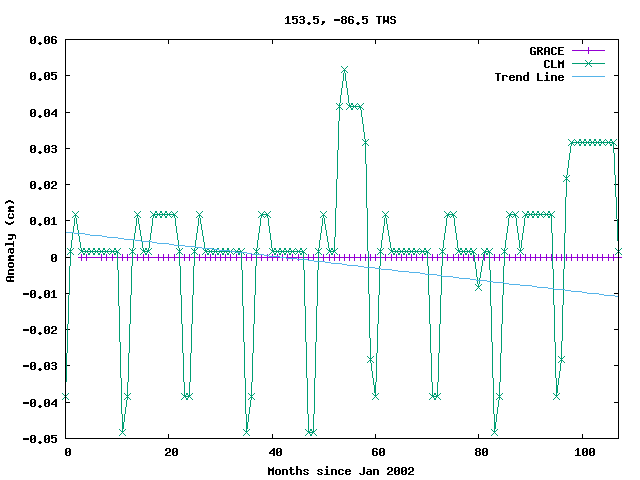 153.5, -86.5 TWS
GRACE
CLM
Trend Line
0.06
0.05
0.04
0.03
0.02
0.01
0
-0.01
-0.02
-0.03
-0.04
-0.05
Anomaly (cm)
0 20 40 60 80 100
Months since Jan 2002